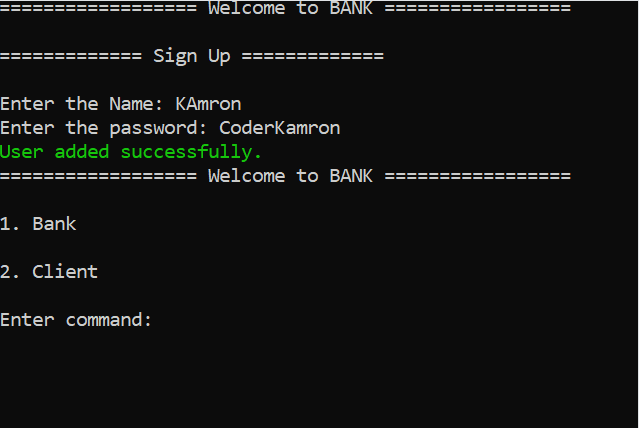 ================== Welcome to BANK =================
============= Sign Up =============
Enter the Name: KAmron
Enter the password: CoderKamron
User added successfully.
================== Welcome to BANK =================
1. Bank
2. Client
Enter command: